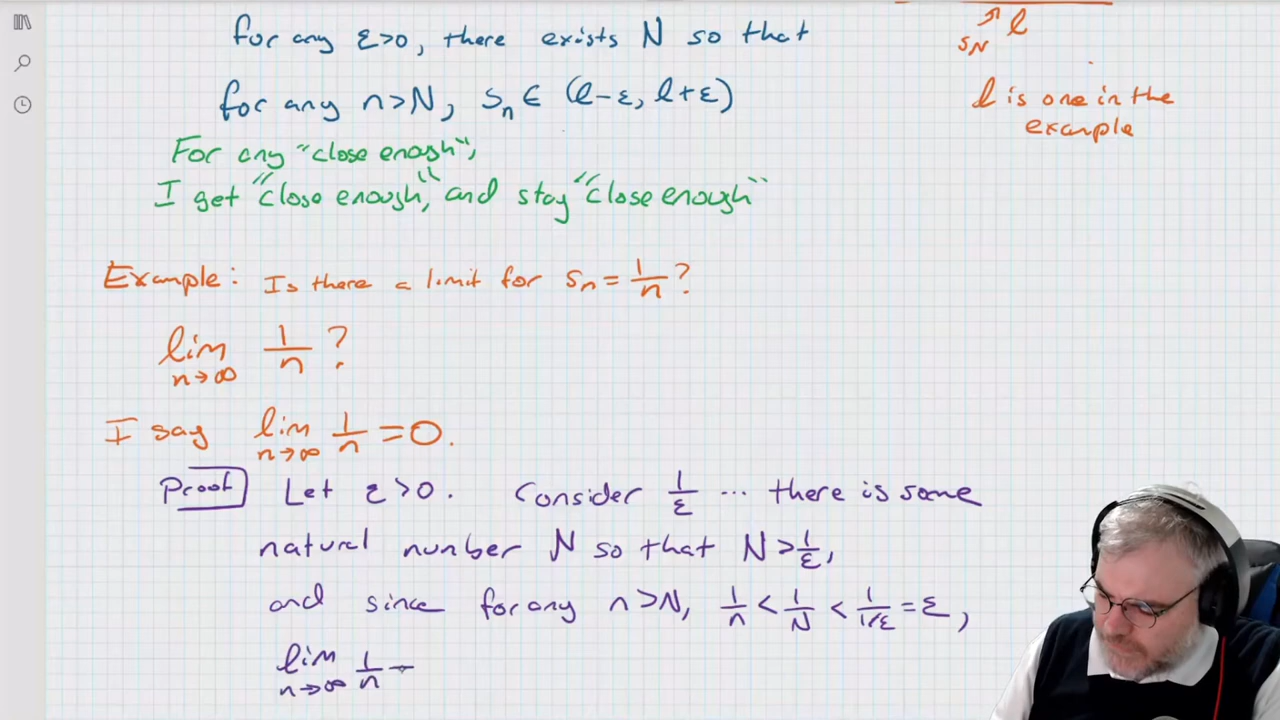 for any ε>0, there exists N so that
for any n>N, sₙ ∈ (ℓ-ε, ℓ+ε)
For any "close enough",
I get "close enough", and stay "close enough"
s_N ℓ
ℓ is one in the
example
Example: Is there a limit for sₙ = 1/n ?
lim n→∞ 1/n ?
I say lim n→∞ 1/n = 0.
Proof Let ε>0. Consider 1/ε ... there is some
natural number N so that N > 1/ε,
and since for any n>N, 1/n < 1/N < 1/(1/ε) = ε,
lim n→∞ 1/n